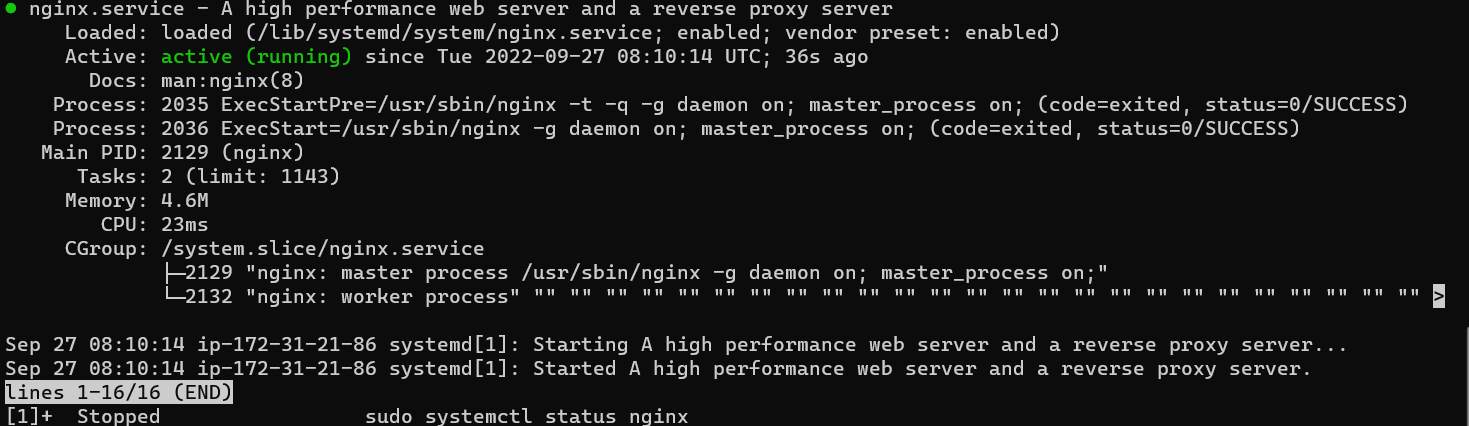 ● nginx.service - A high performance web server and a reverse proxy server
     Loaded: loaded (/lib/systemd/system/nginx.service; enabled; vendor preset: enabled)
     Active: active (running) since Tue 2022-09-27 08:10:14 UTC; 36s ago
       Docs: man:nginx(8)
    Process: 2035 ExecStartPre=/usr/sbin/nginx -t -q -g daemon on; master_process on; (code=exited, status=0/SUCCESS)
    Process: 2036 ExecStart=/usr/sbin/nginx -g daemon on; master_process on; (code=exited, status=0/SUCCESS)
   Main PID: 2129 (nginx)
      Tasks: 2 (limit: 1143)
     Memory: 4.6M
        CPU: 23ms
     CGroup: /system.slice/nginx.service
             ├─2129 "nginx: master process /usr/sbin/nginx -g daemon on; master_process on;"
             └─2132 "nginx: worker process" "" "" "" "" "" "" "" "" "" "" "" "" "" "" "" "" "" "" "" "" "" "" "" "" "" >
Sep 27 08:10:14 ip-172-31-21-86 systemd[1]: Starting A high performance web server and a reverse proxy server...
Sep 27 08:10:14 ip-172-31-21-86 systemd[1]: Started A high performance web server and a reverse proxy server.
lines 1-16/16 (END)
[1]+  Stopped                 sudo systemctl status nginx